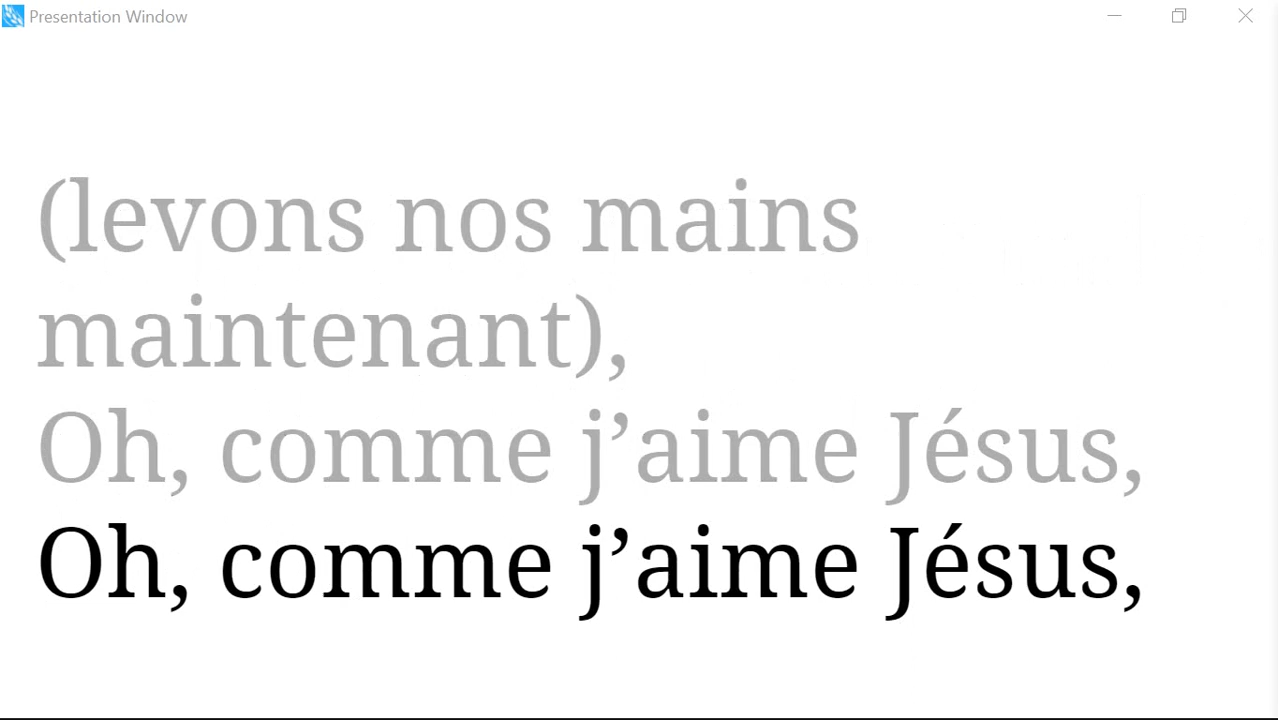 Presentation Window
(levons nos mains
maintenant),
Oh, comme j’aime Jésus,
Oh, comme j’aime Jésus,